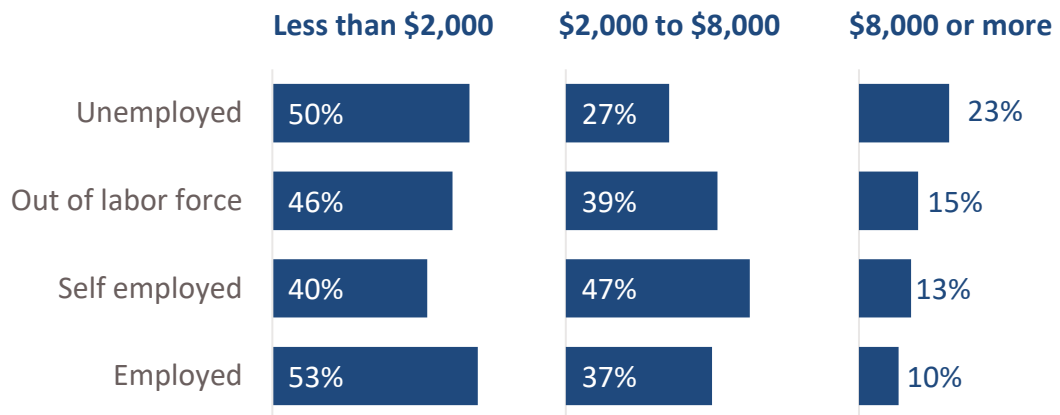 Less than $2,000 $2,000 to $8,000 $8,000 or more
Unemployed 50% 27% 23%
Out of labor force 46% 39% 15%
Self employed 40% 47% 13%
Employed 53% 37% 10%